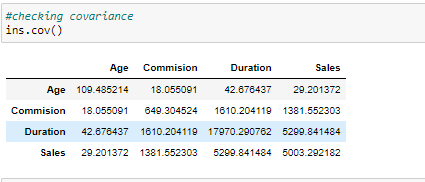 #checking covariance
ins.cov()
Age Commision Duration Sales
Age 109.485214 18.055091 42.676437 29.201372
Commision 18.055091 649.304524 1610.204119 1381.552303
Duration 42.676437 1610.204119 17970.290762 5299.841484
Sales 29.201372 1381.552303 5299.841484 5003.292182